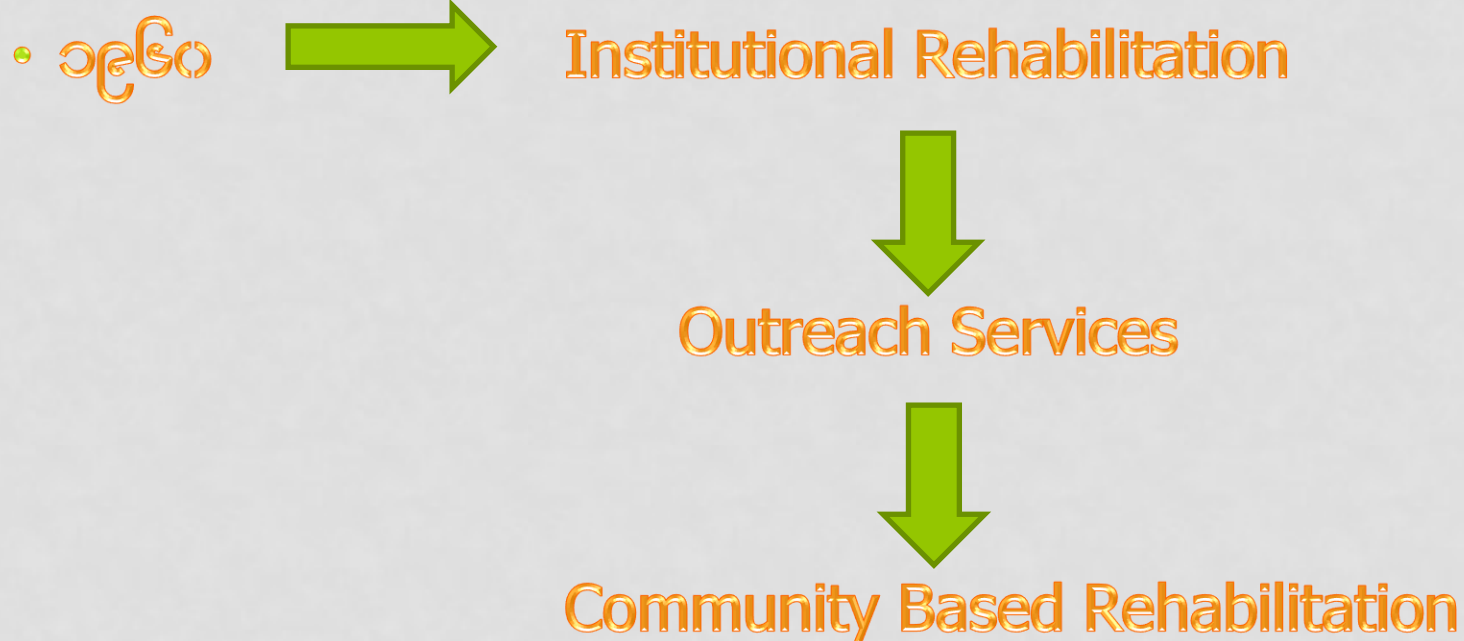 • ၁၉၆၀ Institutional Rehabilitation
Outreach Services
Community Based Rehabilitation